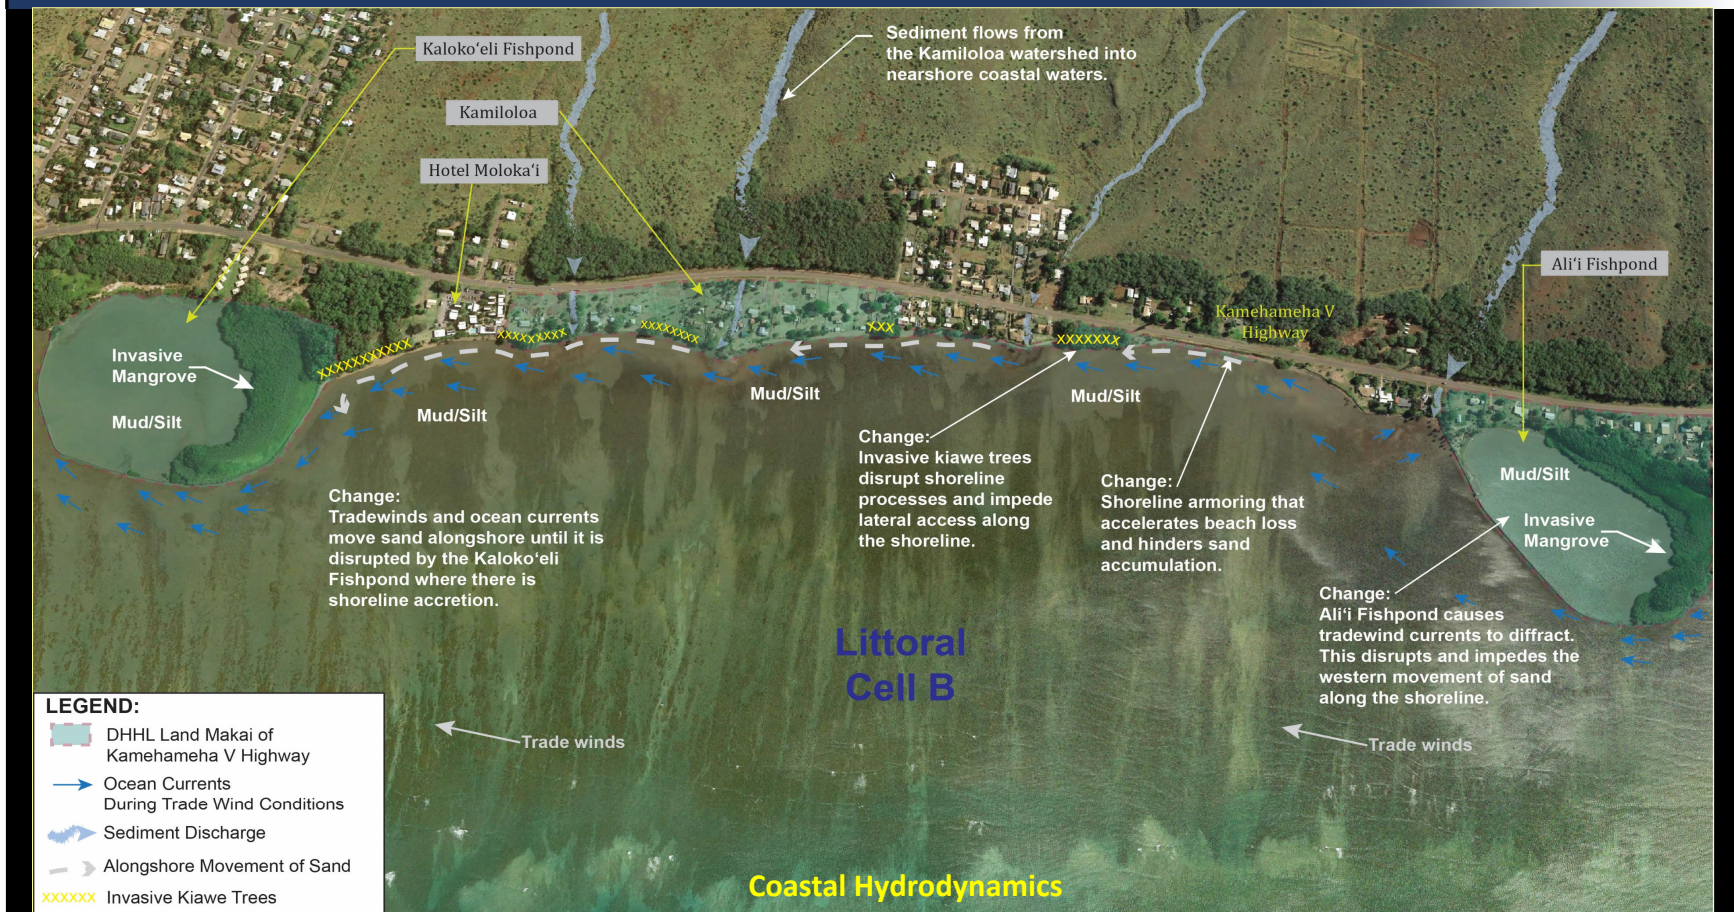 Kaloko‘eli Fishpond
Sediment flows from
the Kamiloloa watershed into
nearshore coastal waters.
Kamiloloa
Hotel Moloka‘i
Ali‘i Fishpond
Kamehameha V
Highway
Invasive
Mangrove
Mud/Silt
Mud/Silt
Mud/Silt
Mud/Silt
Mud/Silt
Invasive
Mangrove
xxxxxxxxxx
xxxxxxxxx
xxxxxxxx
xxx
xxxxxxx
Change:
Tradewinds and ocean currents
move sand alongshore until it is
disrupted by the Kaloko‘eli
Fishpond where there is
shoreline accretion.
Change:
Invasive kiawe trees
disrupt shoreline
processes and impede
lateral access along
the shoreline.
Change:
Shoreline armoring that
accelerates beach loss
and hinders sand
accumulation.
Change:
Ali‘i Fishpond causes
tradewind currents to diffract.
This disrupts and impedes the
western movement of sand
along the shoreline.
Littoral
Cell B
Trade winds
Trade winds
LEGEND:
DHHL Land Makai of
Kamehameha V Highway
Ocean Currents
During Trade Wind Conditions
Sediment Discharge
Alongshore Movement of Sand
xxxxxx Invasive Kiawe Trees
Coastal Hydrodynamics